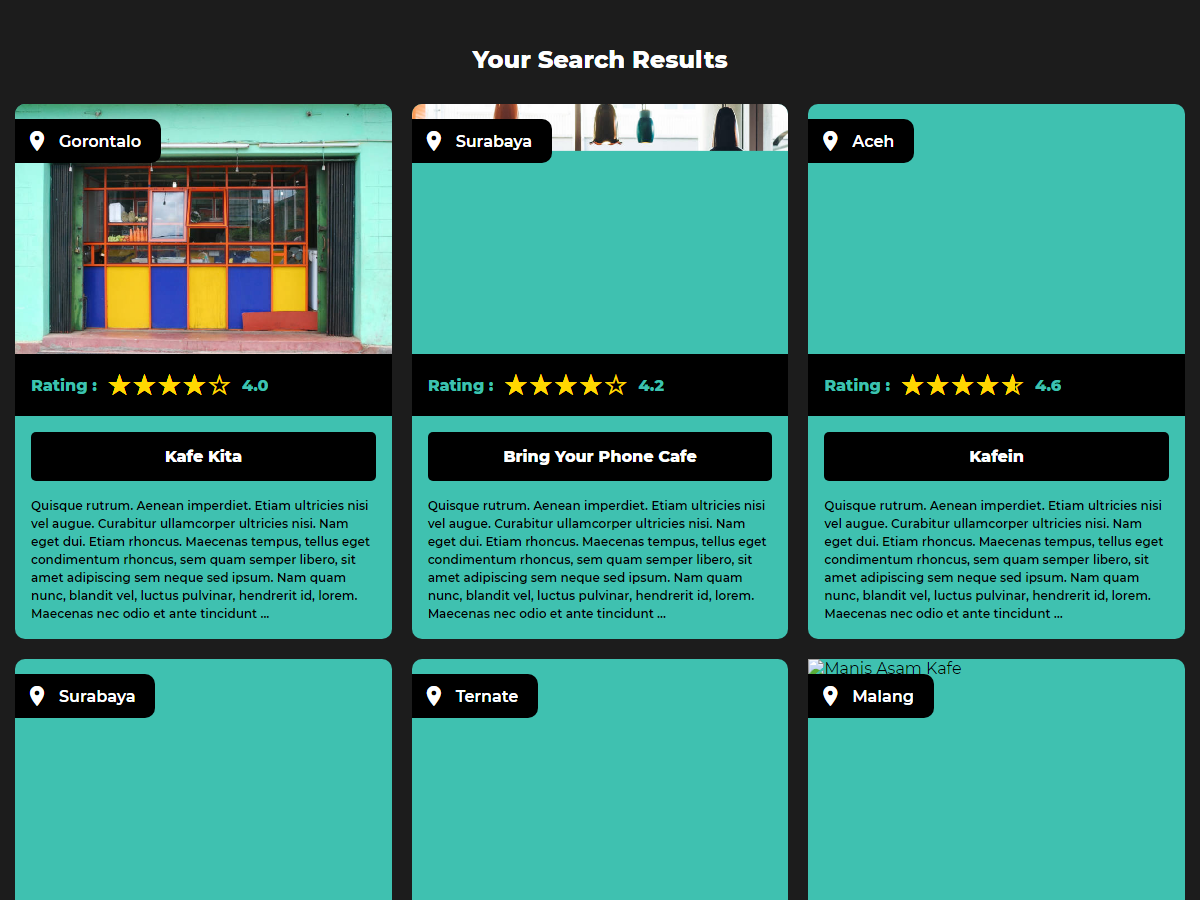 Your Search Results
Gorontalo
Rating : 4.0
Kafe Kita
Quisque rutrum. Aenean imperdiet. Etiam ultricies nisi
vel augue. Curabitur ullamcorper ultricies nisi. Nam
eget dui. Etiam rhoncus. Maecenas tempus, tellus eget
condimentum rhoncus, sem quam semper libero, sit
amet adipiscing sem neque sed ipsum. Nam quam
nunc, blandit vel, luctus pulvinar, hendrerit id, lorem.
Maecenas nec odio et ante tincidunt ...
Surabaya
Rating : 4.2
Bring Your Phone Cafe
Quisque rutrum. Aenean imperdiet. Etiam ultricies nisi
vel augue. Curabitur ullamcorper ultricies nisi. Nam
eget dui. Etiam rhoncus. Maecenas tempus, tellus eget
condimentum rhoncus, sem quam semper libero, sit
amet adipiscing sem neque sed ipsum. Nam quam
nunc, blandit vel, luctus pulvinar, hendrerit id, lorem.
Maecenas nec odio et ante tincidunt ...
Aceh
Rating : 4.6
Kafein
Quisque rutrum. Aenean imperdiet. Etiam ultricies nisi
vel augue. Curabitur ullamcorper ultricies nisi. Nam
eget dui. Etiam rhoncus. Maecenas tempus, tellus eget
condimentum rhoncus, sem quam semper libero, sit
amet adipiscing sem neque sed ipsum. Nam quam
nunc, blandit vel, luctus pulvinar, hendrerit id, lorem.
Maecenas nec odio et ante tincidunt ...
Surabaya
Ternate
Manis Asam Kafe
Malang